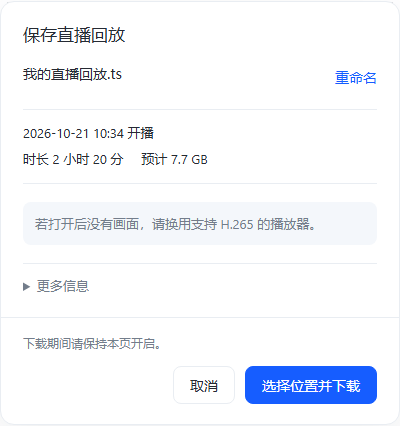 保存直播回放
我的直播回放.ts
重命名
2026-10-21 10:34 开播
时长 2 小时 20 分 预计 7.7 GB
若打开后没有画面，请换用支持 H.265 的播放器。
更多信息
下载期间请保持本页开启。
取消
选择位置并下载